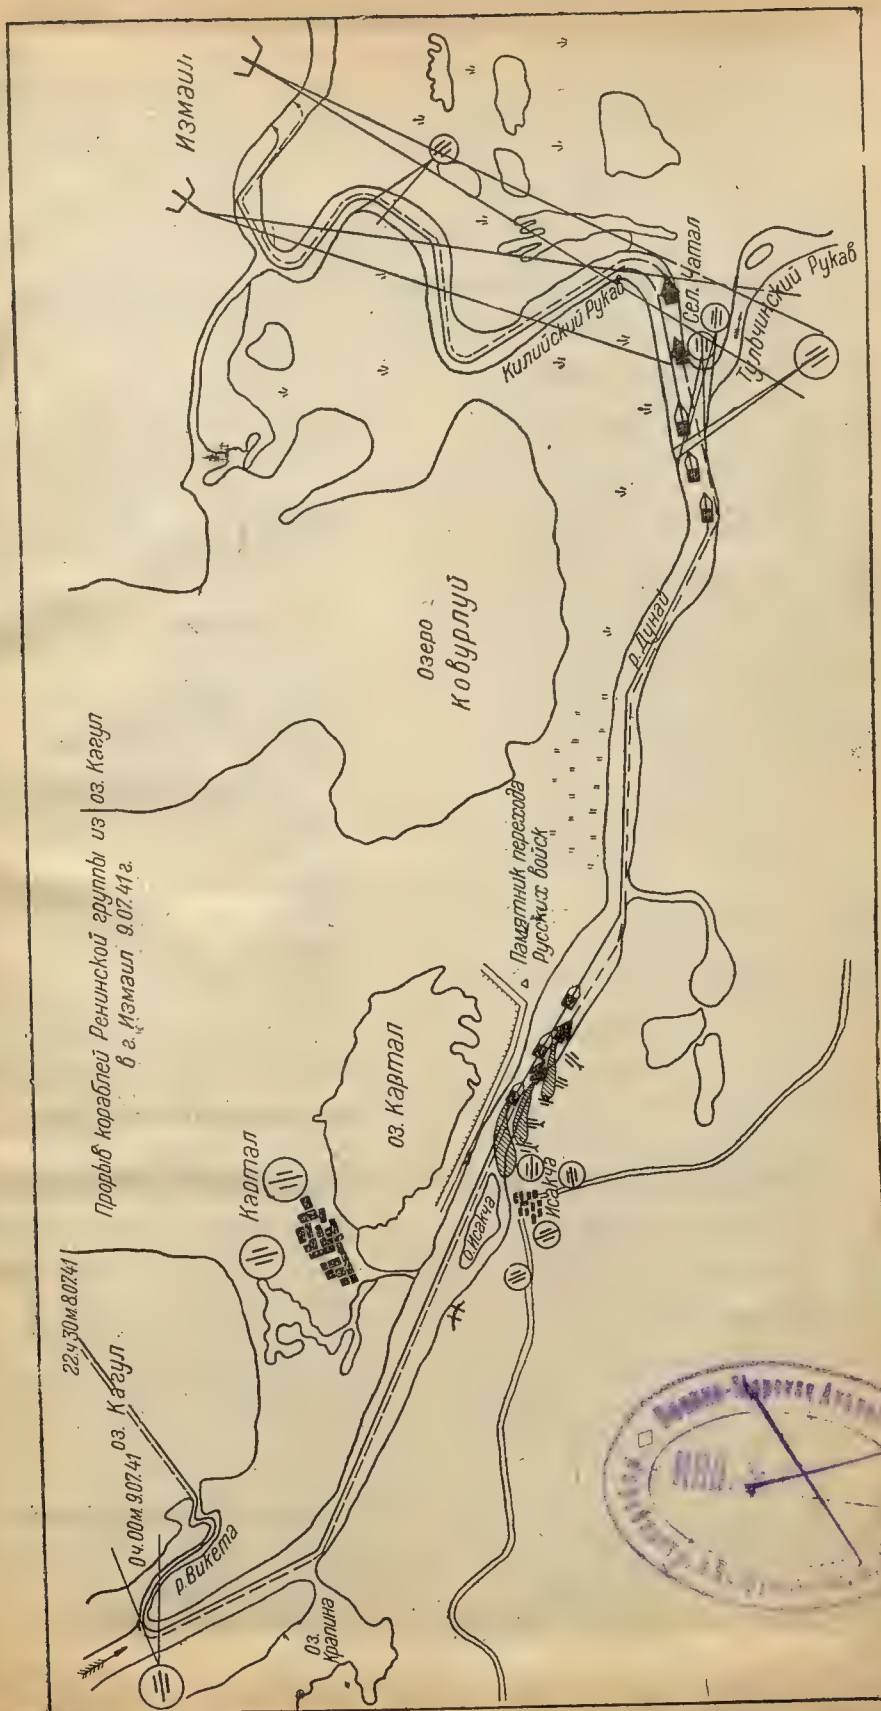 Прорыв кораблей Ренинской группы из оз. Кагул
в г. Измаил 9.07.41 г.
22ч.30м 8.07.41
0ч.00м.9.07.41
оз. Кагул
р.Викета
Оз.
Крапина
Картал
оз. Картал
о.Исакча
Исакча
Памятник перехода
Русских войск
Озеро
Ковурлуй
р.Дунай
Измаил
Килийский Рукав
Сел. Чатал
Тулочинский Рукав